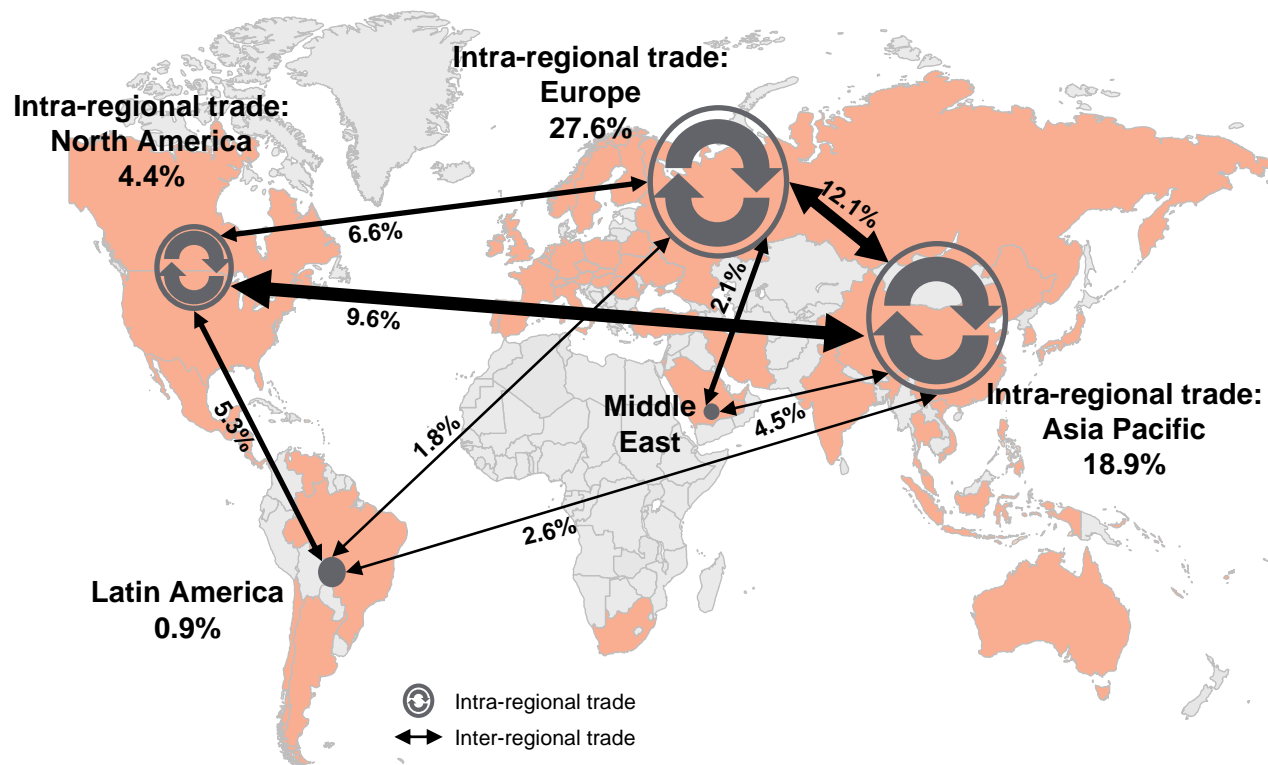 Intra-regional trade:
Europe
27.6%
Intra-regional trade:
North America
4.4%
6.6%
12.1%
2.1%
9.6%
Middle
East
4.5%
Intra-regional trade:
Asia Pacific
18.9%
5.3%
1.8%
2.6%
Latin America
0.9%
Intra-regional trade
Inter-regional trade